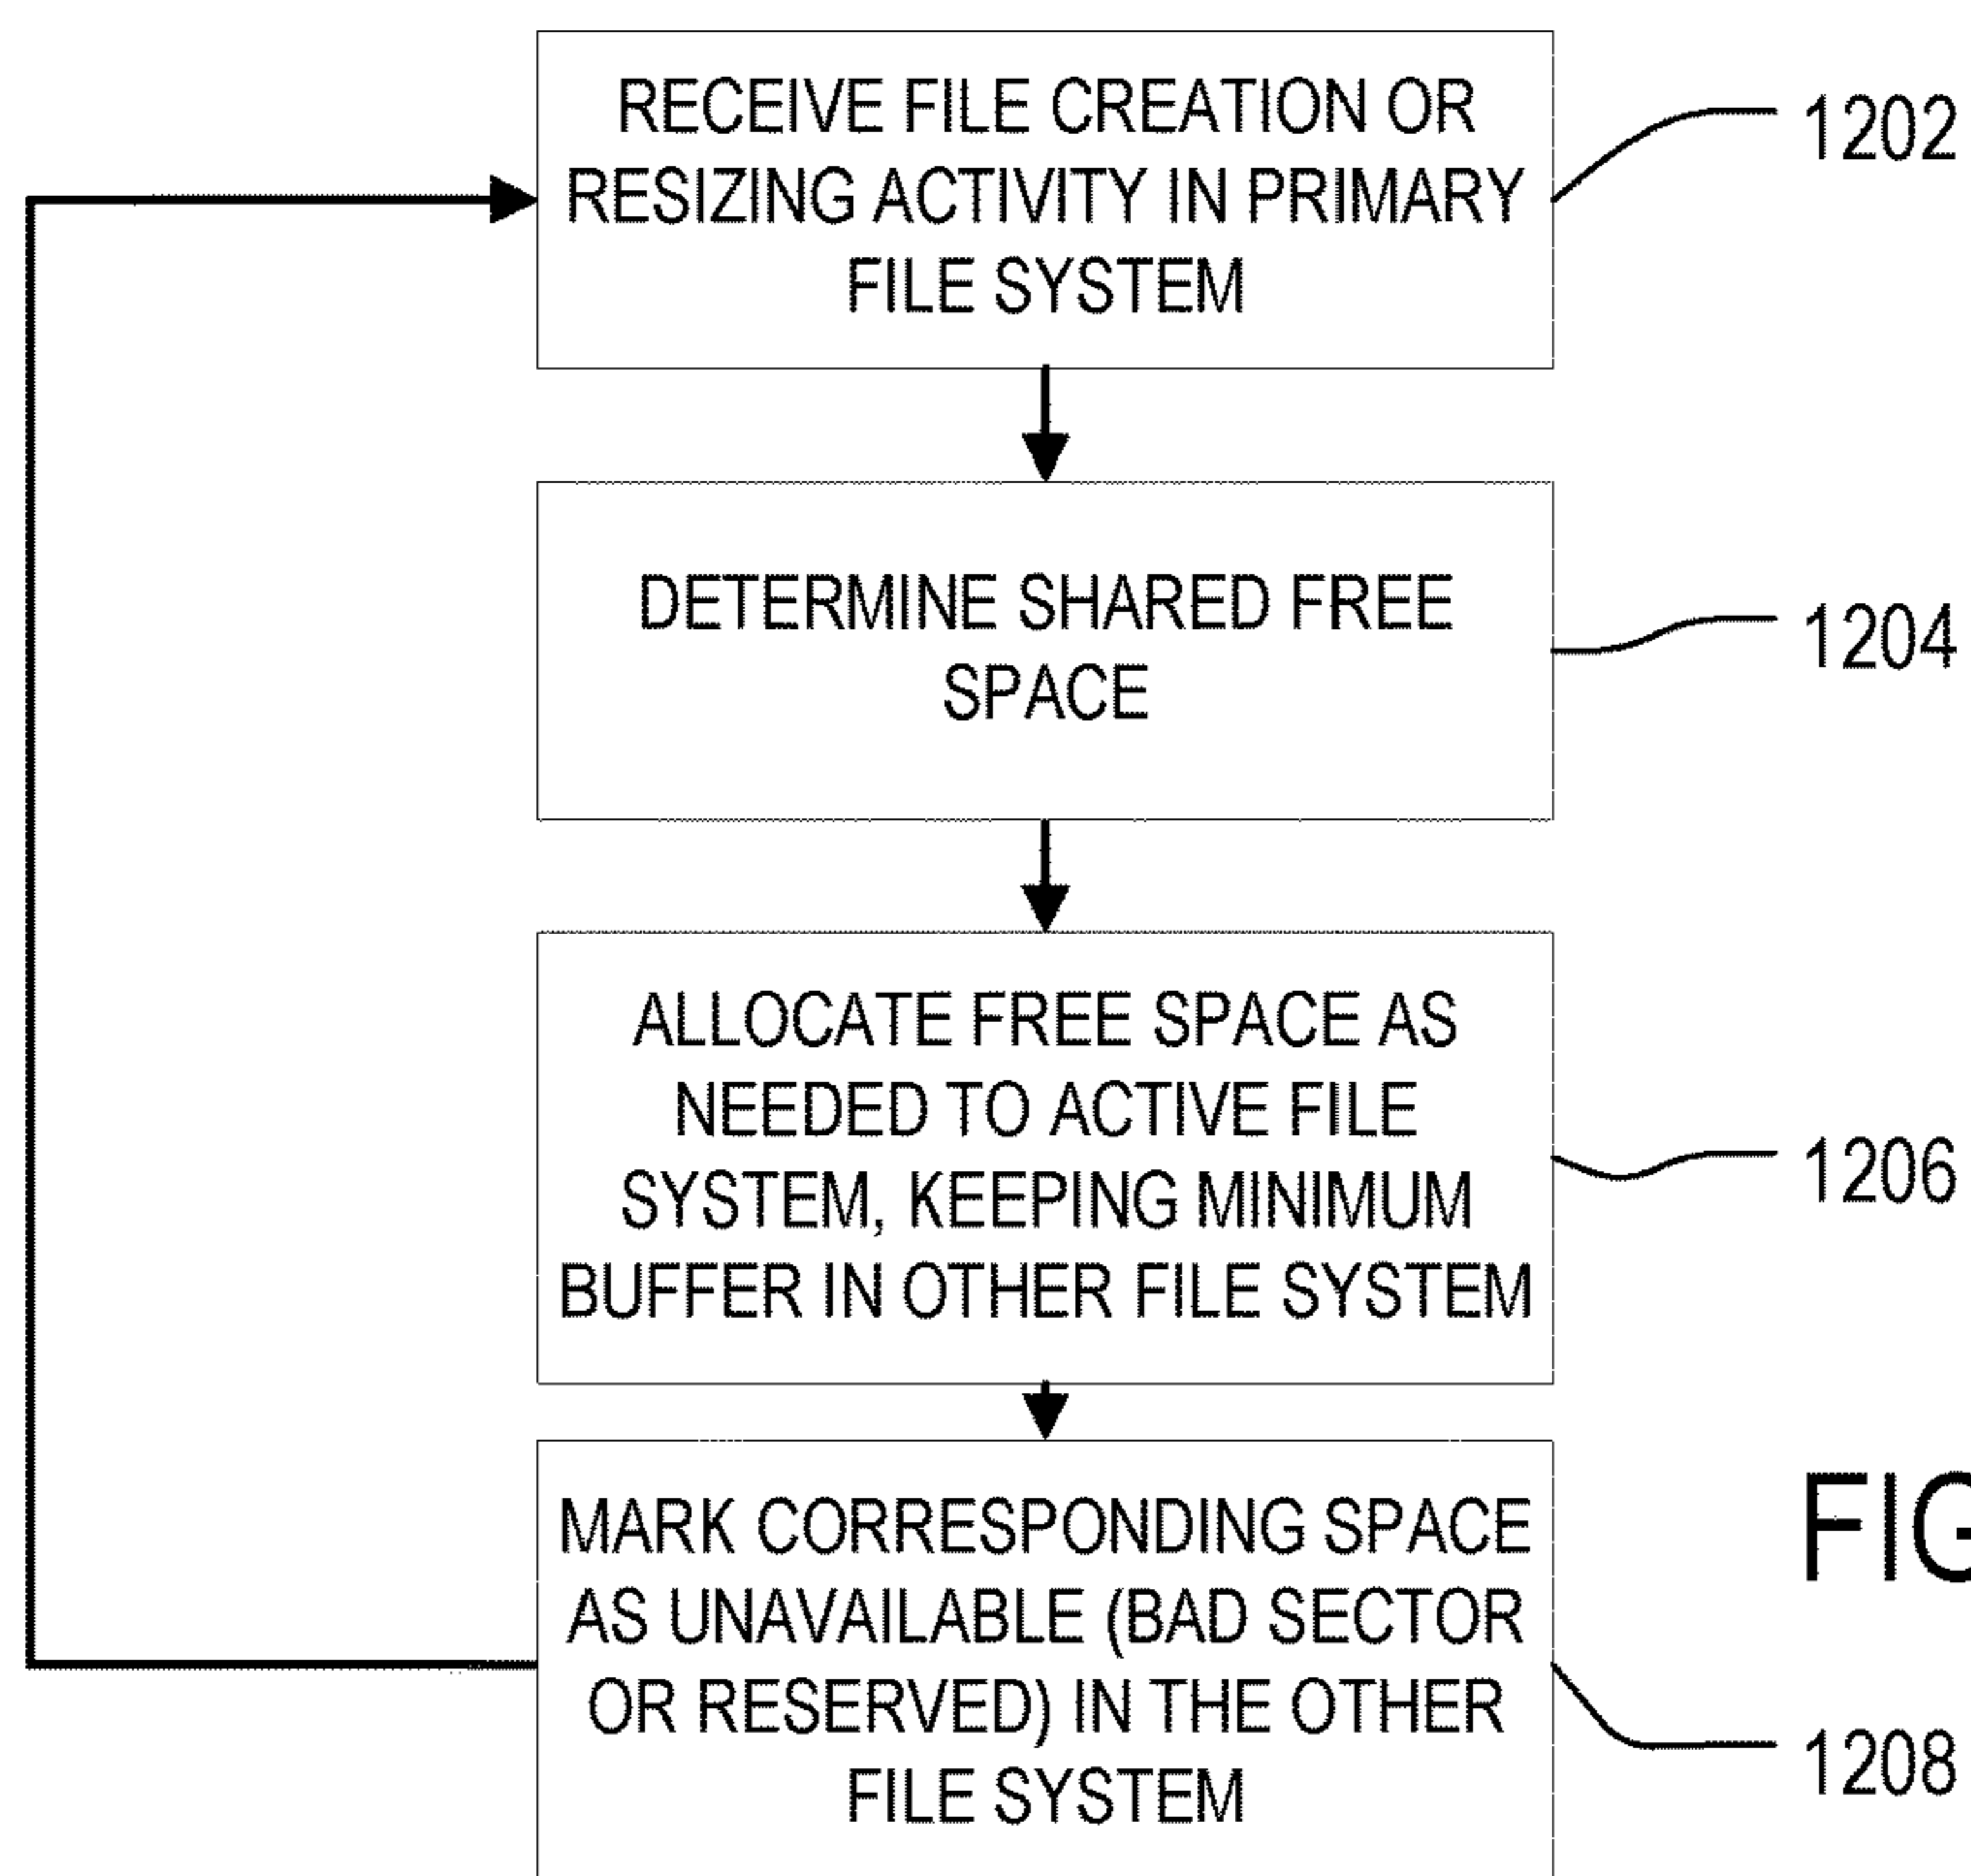 RECEIVE FILE CREATION OR
RESIZING ACTIVITY IN PRIMARY
FILE SYSTEM
1202
DETERMINE SHARED FREE
SPACE
1204
ALLOCATE FREE SPACE AS
NEEDED TO ACTIVE FILE
SYSTEM, KEEPING MINIMUM
BUFFER IN OTHER FILE SYSTEM
1206
MARK CORRESPONDING SPACE
AS UNAVAILABLE (BAD SECTOR
OR RESERVED) IN THE OTHER
FILE SYSTEM
1208
FIG